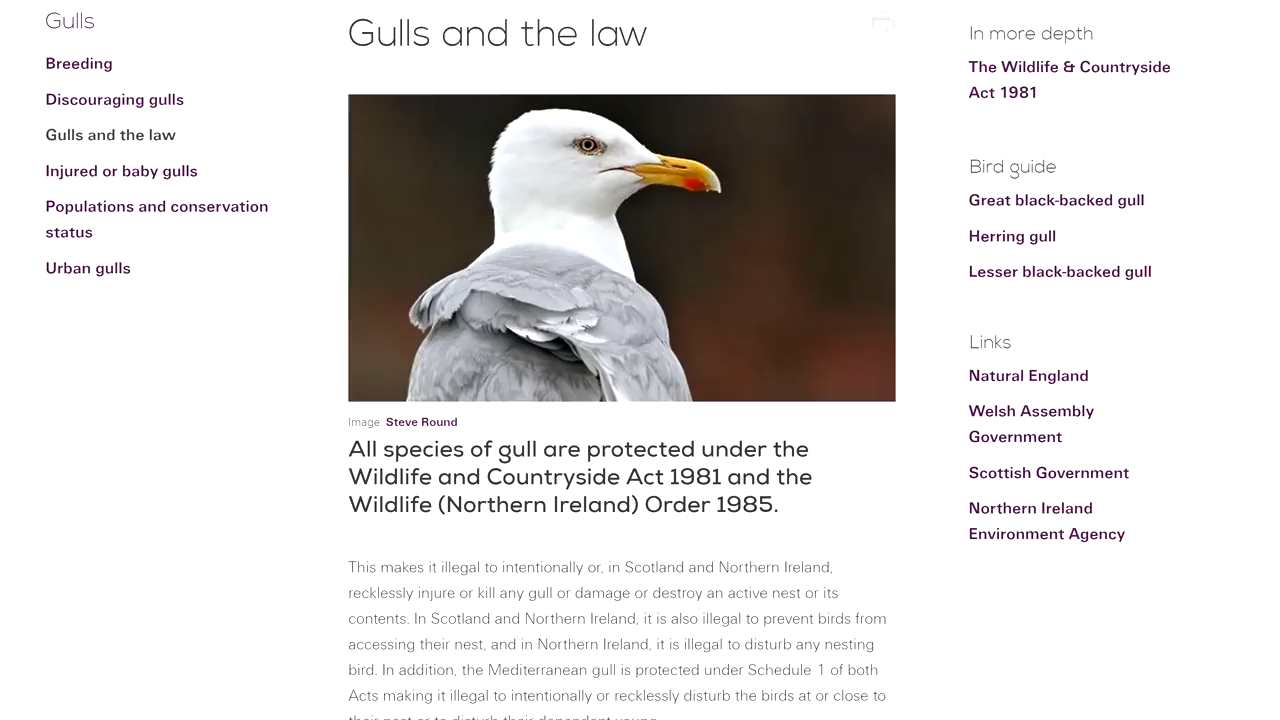 Gulls
Breeding
Discouraging gulls
Gulls and the law
Injured or baby gulls
Populations and conservation
status
Urban gulls
Gulls and the law
Image: Steve Round
All species of gull are protected under the
Wildlife and Countryside Act 1981 and the
Wildlife (Northern Ireland) Order 1985.
This makes it illegal to intentionally or, in Scotland and Northern Ireland,
recklessly injure or kill any gull or damage or destroy an active nest or its
contents. In Scotland and Northern Ireland, it is also illegal to prevent birds from
accessing their nest, and in Northern Ireland, it is illegal to disturb any nesting
bird. In addition, the Mediterranean gull is protected under Schedule 1 of both
Acts making it illegal to intentionally or recklessly disturb the birds at or close to
their nest or to disturb their dependent young.
In more depth
The Wildlife & Countryside
Act 1981
Bird guide
Great black-backed gull
Herring gull
Lesser black-backed gull
Links
Natural England
Welsh Assembly
Government
Scottish Government
Northern Ireland
Environment Agency